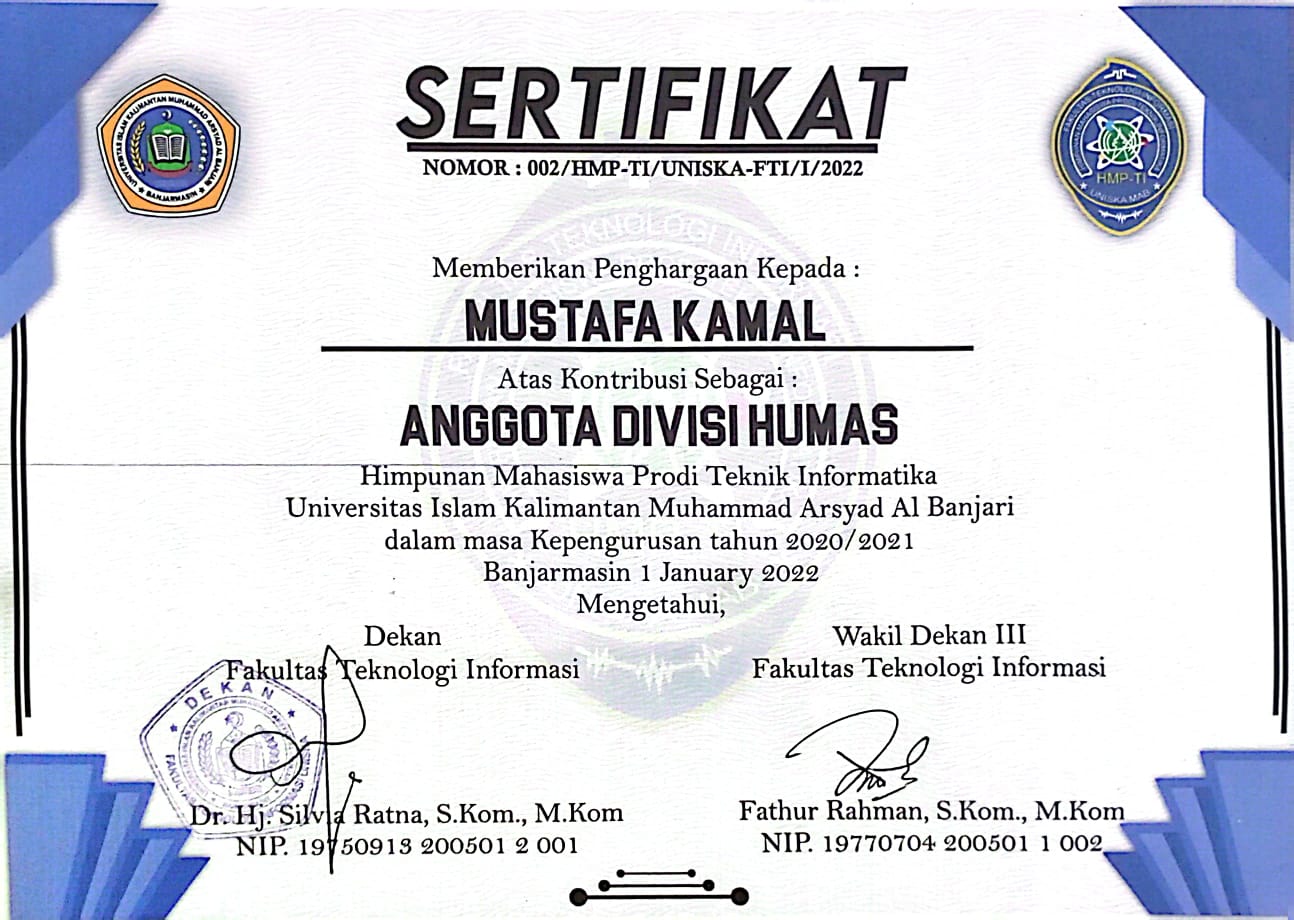 SERTIFIKAT
NOMOR : 002/HMP-TI/UNISKA-FTI/I/2022
UNIVERSITAS ISLAM KALIMANTAN MUHAMMAD ARSYAD AL BANJARI
BANJARMASIN
HMP-TI
UNISKA MAB
TEKNOLOGI
Memberikan Penghargaan Kepada :
MUSTAFA KAMAL
Atas Kontribusi Sebagai :
ANGGOTA DIVISI HUMAS
Himpunan Mahasiswa Prodi Teknik Informatika
Universitas Islam Kalimantan Muhammad Arsyad Al Banjari
dalam masa Kepengurusan tahun 2020/2021
Banjarmasin 1 January 2022
Mengetahui,
Dekan
Fakultas Teknologi Informasi
DEKAN
Dr. Hj. Silvia Ratna, S.Kom., M.Kom
NIP. 19750913 200501 2 001
Wakil Dekan III
Fakultas Teknologi Informasi
Fathur Rahman, S.Kom., M.Kom
NIP. 19770704 200501 1 002